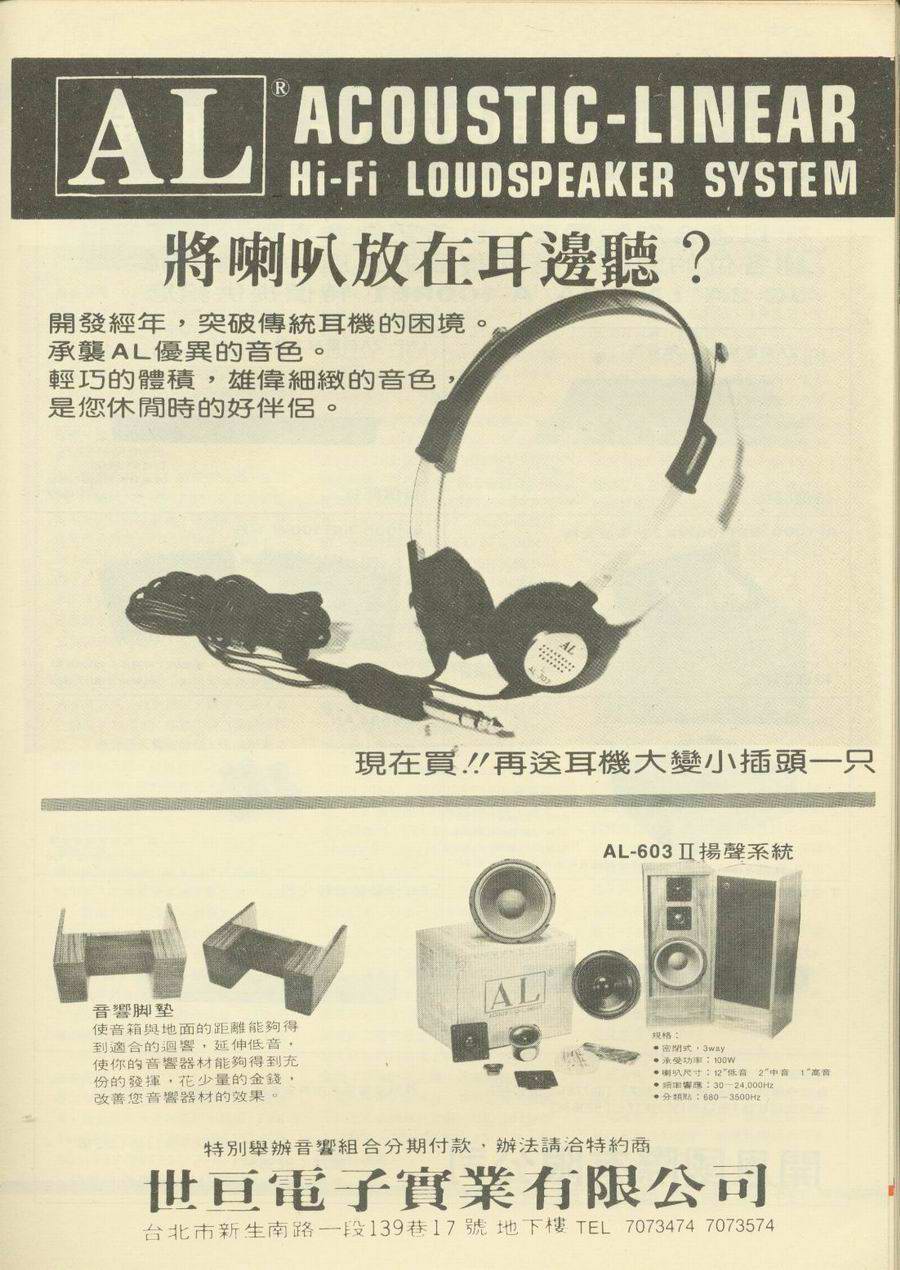 AL® ACOUSTIC-LINEAR
Hi-Fi LOUDSPEAKER SYSTEM
將喇叭放在耳邊聽？
開發經年，突破傳統耳機的困境。
承襲AL優異的音色。
輕巧的體積，雄偉細緻的音色，
是您休閒時的好伴侶。
AL
AL 307
現在買!!再送耳機大變小插頭一只
AL-603 II揚聲系統
AL®
ACOUSTIC-LINEAR
音響脚墊
使音箱與地面的距離能夠得
到適合的迴響，延伸低音，
使你的音響器材能夠得到充
份的發揮，花少量的金錢，
改善您音響器材的效果。
規格：
●密閉式，3way
●承受功率：100W
●喇叭尺寸：12"低音 2"中音 1"高音
●頻率響應：30－24,000Hz
●分頻點：680－3500Hz
特別舉辦音響組合分期付款，辦法請洽特約商
世亘電子實業有限公司
台北市新生南路一段139巷17號地下樓 TEL 7073474 7073574